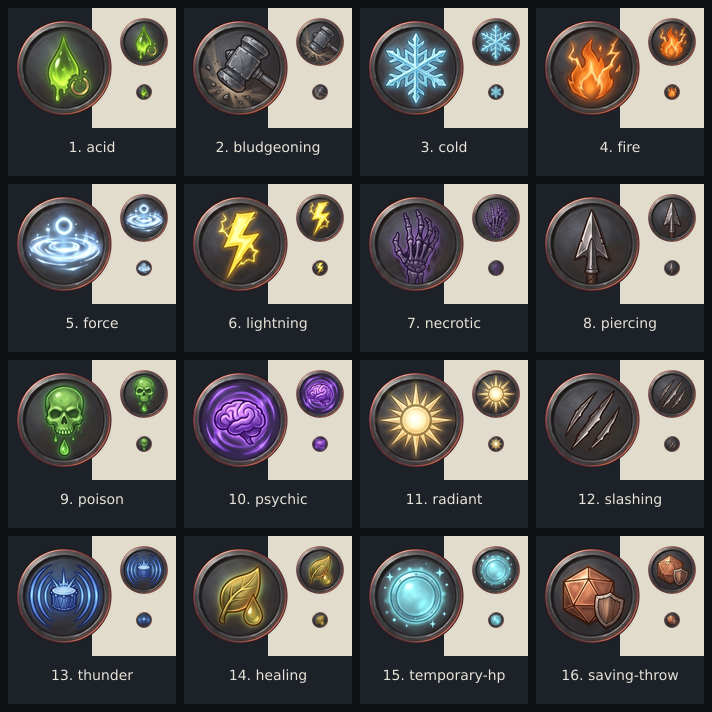 1. acid
2. bludgeoning
3. cold
4. fire
5. force
6. lightning
7. necrotic
8. piercing
9. poison
10. psychic
11. radiant
12. slashing
13. thunder
14. healing
15. temporary-hp
16. saving-throw